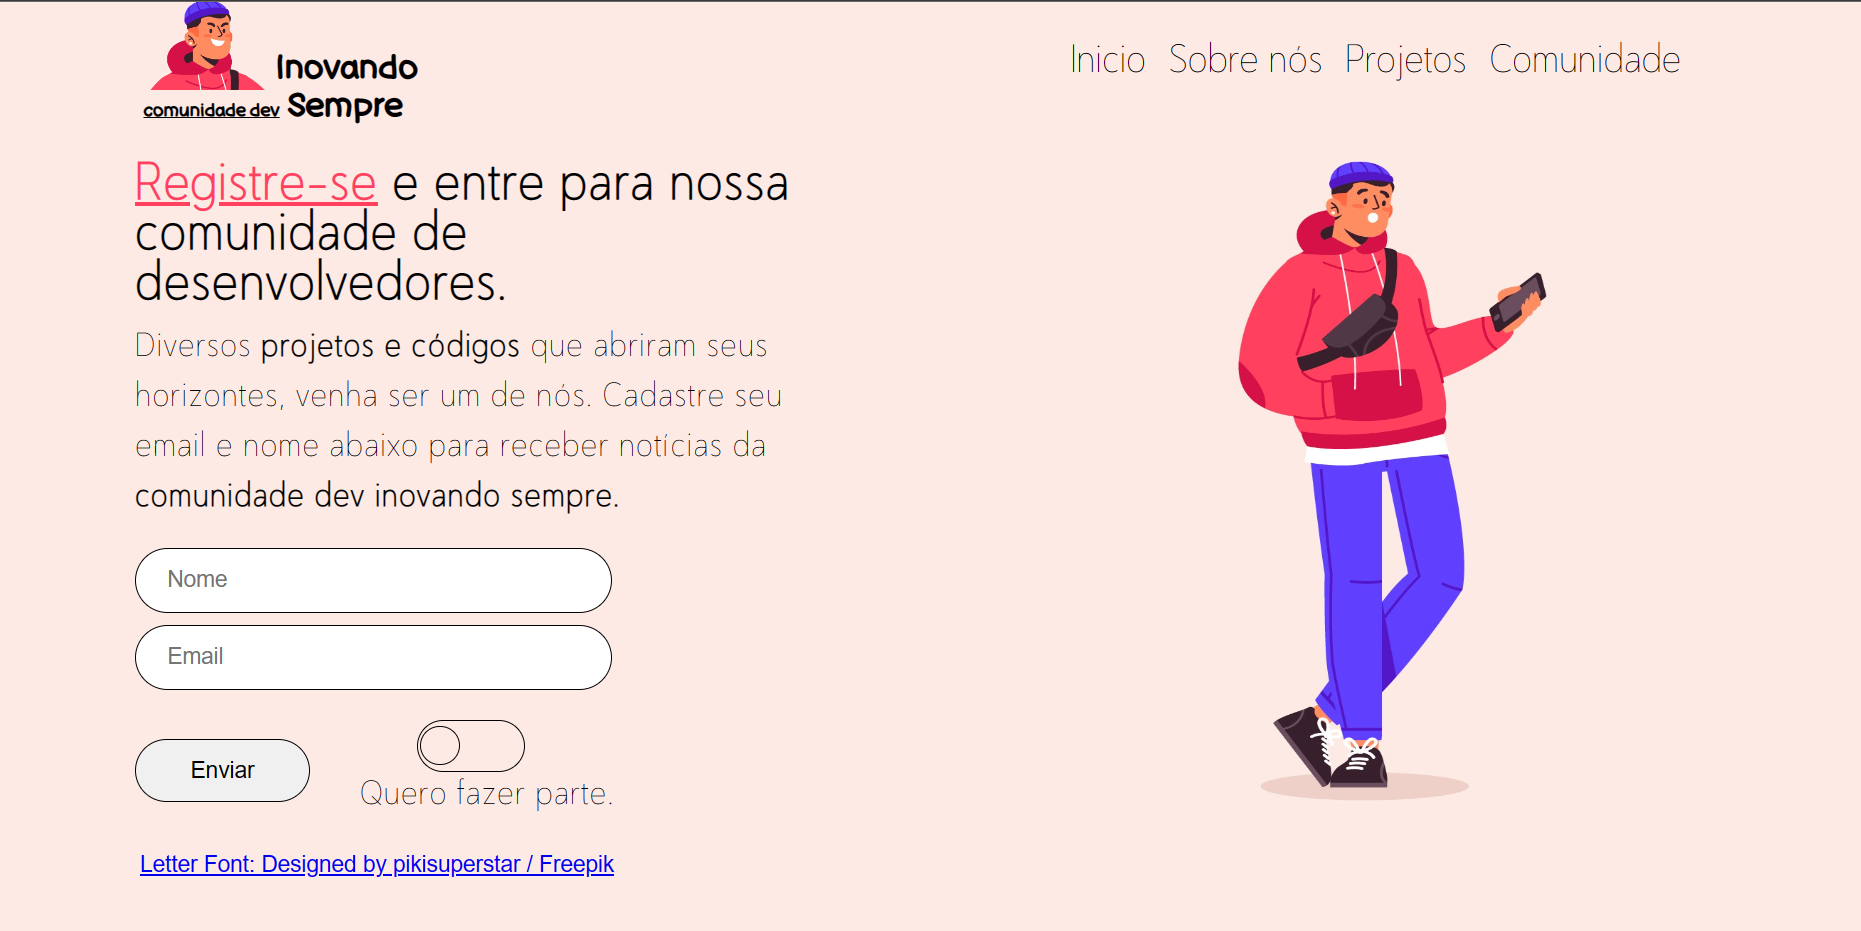 Inovando
comunidade dev Sempre
Inicio Sobre nós Projetos Comunidade
Registre-se e entre para nossa
comunidade de
desenvolvedores.
Diversos projetos e códigos que abriram seus
horizontes, venha ser um de nós. Cadastre seu
email e nome abaixo para receber notícias da
comunidade dev inovando sempre.
Nome
Email
Enviar
Quero fazer parte.
Letter Font: Designed by pikisuperstar / Freepik